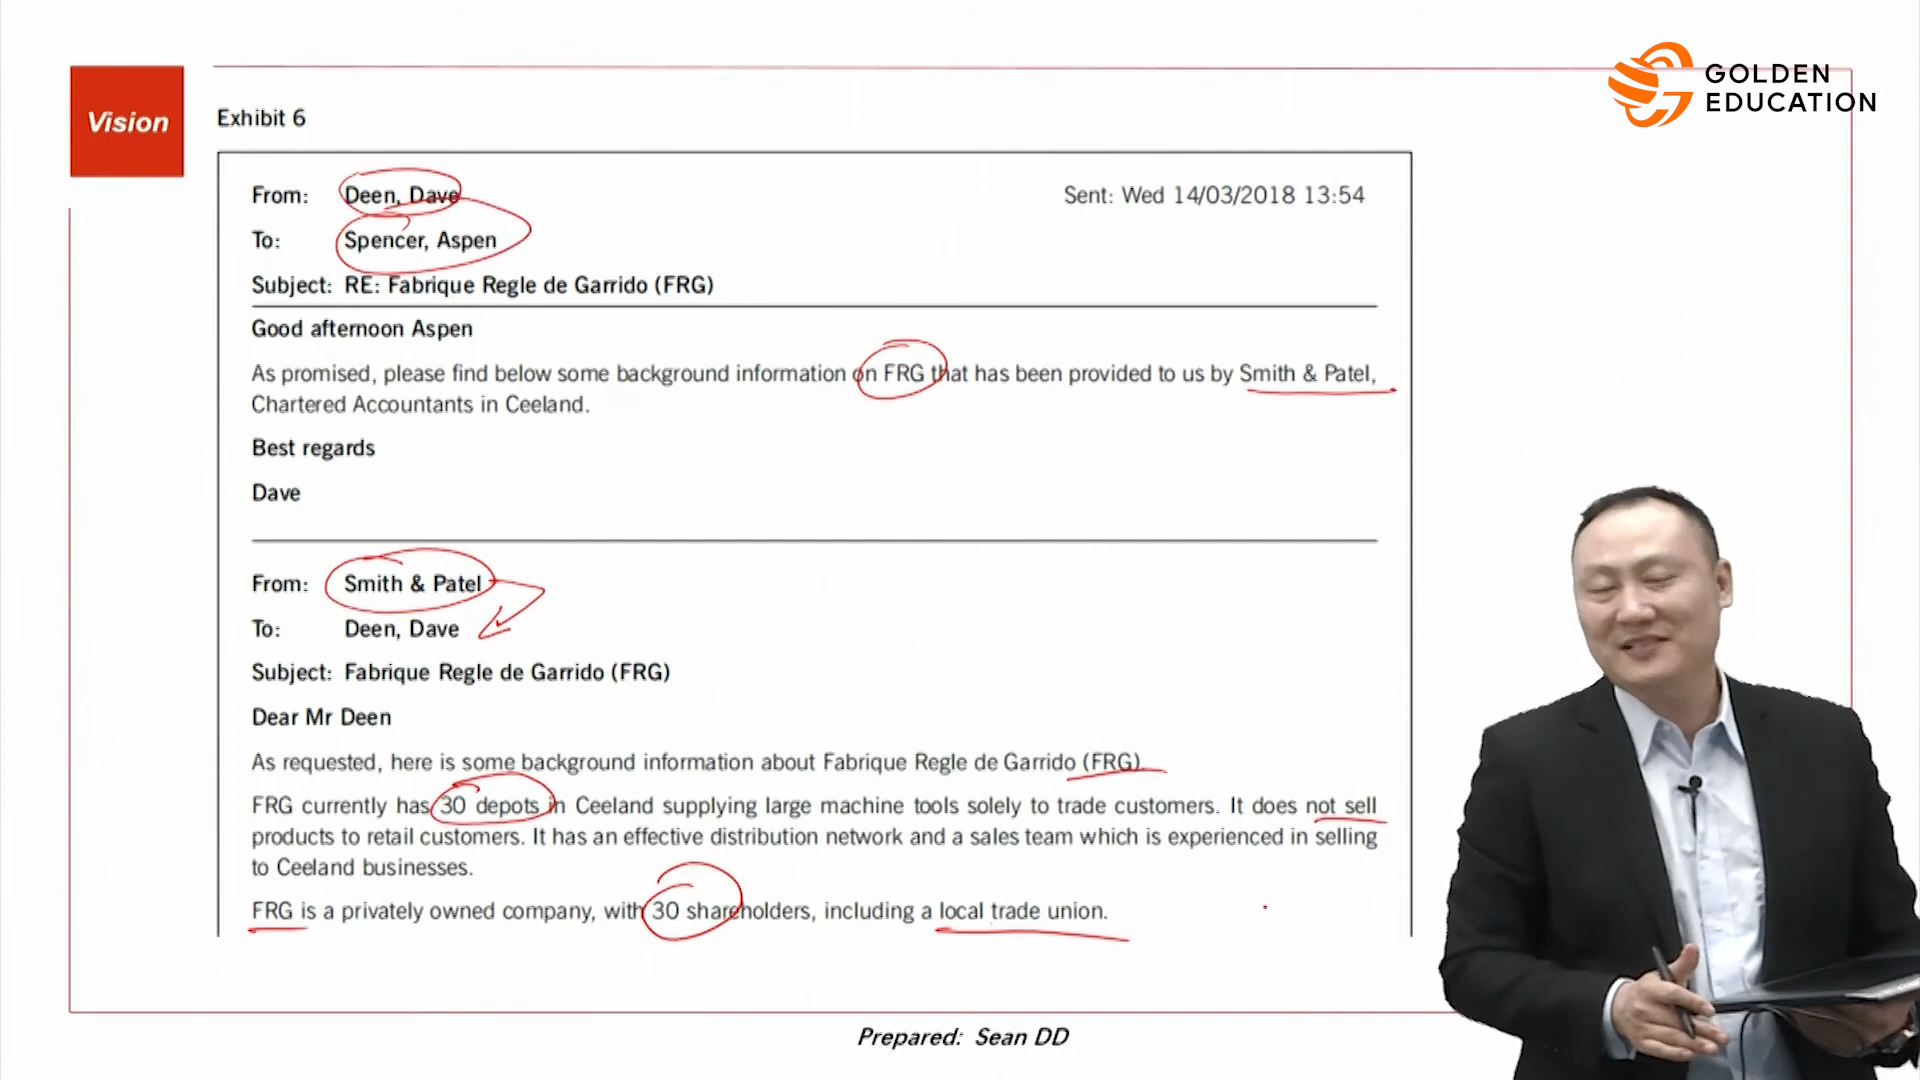 GOLDEN
EDUCATION
Vision
Exhibit 6
From: Deen, Dave Sent: Wed 14/03/2018 13:54
To: Spencer, Aspen
Subject: RE: Fabrique Regle de Garrido (FRG)
Good afternoon Aspen
As promised, please find below some background information on FRG that has been provided to us by Smith & Patel,
Chartered Accountants in Ceeland.
Best regards
Dave
From: Smith & Patel
To: Deen, Dave
Subject: Fabrique Regle de Garrido (FRG)
Dear Mr Deen
As requested, here is some background information about Fabrique Regle de Garrido (FRG).
FRG currently has 30 depots in Ceeland supplying large machine tools solely to trade customers. It does not sell
products to retail customers. It has an effective distribution network and a sales team which is experienced in selling
to Ceeland businesses.
FRG is a privately owned company, with 30 shareholders, including a local trade union.
Prepared: Sean DD